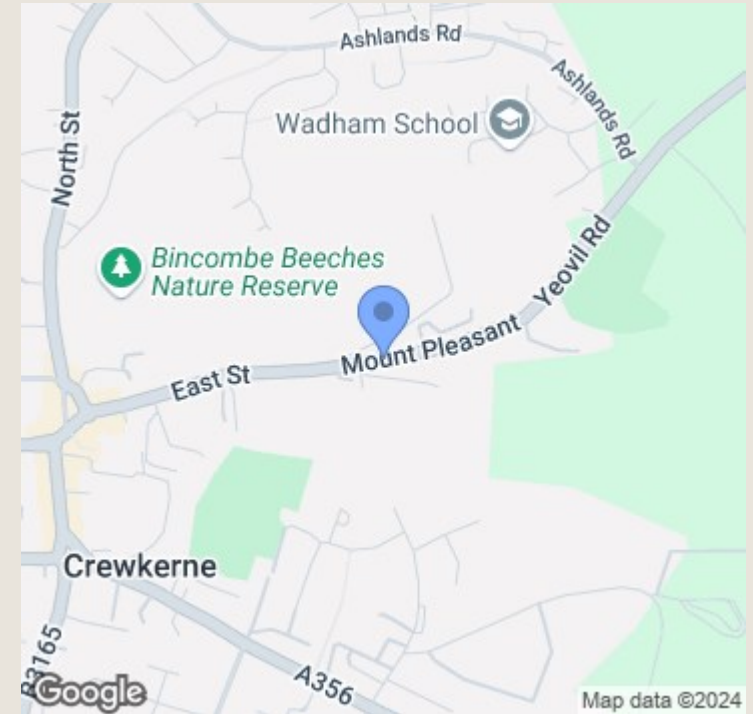 Ashlands Rd
Ashlands Rd
North St
Wadham School
Bincombe Beeches
Nature Reserve
Yeovil Rd
Mount Pleasant
East St
Crewkerne
A356
Google
Map data ©2024